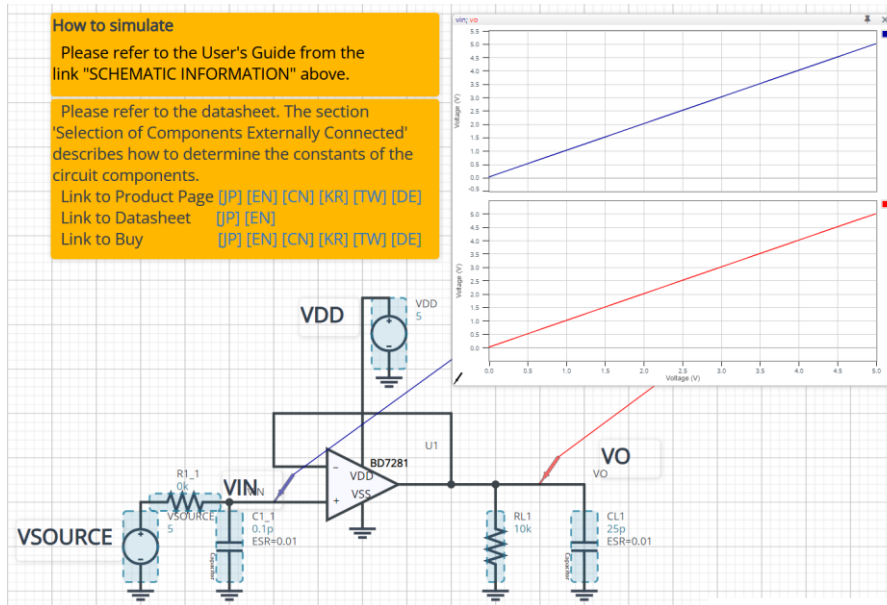 How to simulate
Please refer to the User's Guide from the
link "SCHEMATIC INFORMATION" above.
Please refer to the datasheet. The section
'Selection of Components Externally Connected'
describes how to determine the constants of the
circuit components.
Link to Product Page [JP] [EN] [CN] [KR] [TW] [DE]
Link to Datasheet [JP] [EN]
Link to Buy [JP] [EN] [CN] [KR] [TW] [DE]
vin; vo
5.5
5.0
4.5
4.0
3.5
3.0
2.5
2.0
1.5
1.0
0.5
0.0
-0.5
Voltage (V)
5.0
4.5
4.0
3.5
3.0
2.5
2.0
1.5
1.0
0.5
0.0
Voltage (V)
0.0 0.5 1.0 1.5 2.0 2.5 3.0 3.5 4.0 4.5 5.0
Voltage (V)
VDD
VDD
5
U1
BD7281
VDD
VSS
VO
VO
R1_1
0k
VIN
VSOURCE
VSOURCE
5
C1_1
0.1p
ESR=0.01
Capacitor
RL1
10k
CL1
25p
ESR=0.01
Capacitor